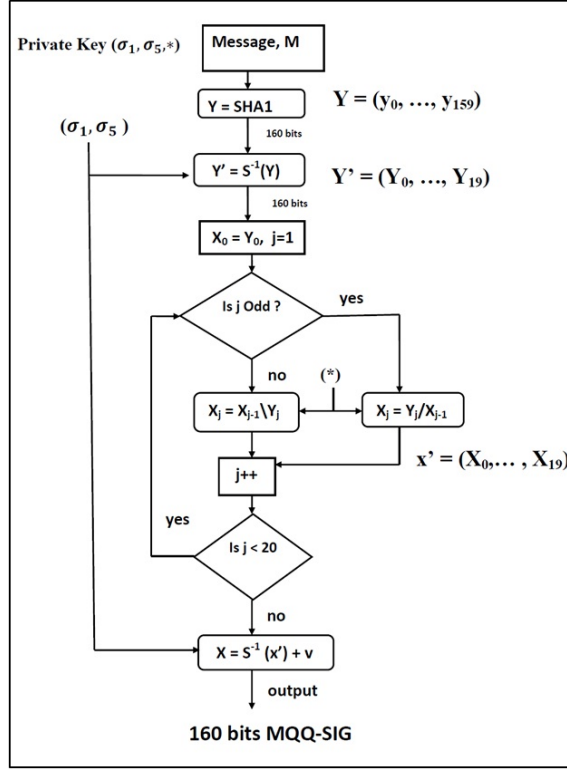 Private Key (σ₁, σ₅,*)
Message, M
Y = SHA1
Y = (y₀, …, y₁₅₉)
160 bits
(σ₁, σ₅ )
Y' = S⁻¹(Y)
Y' = (Y₀, …, Y₁₉)
160 bits
X₀ = Y₀, j=1
Is j Odd ?
yes
no
(*)
Xⱼ = Xⱼ₋₁\Yⱼ
Xⱼ = Yⱼ/Xⱼ₋₁
x' = (X₀,… , X₁₉)
j++
yes
Is j < 20
no
X = S⁻¹ (x') + v
output
160 bits MQQ-SIG